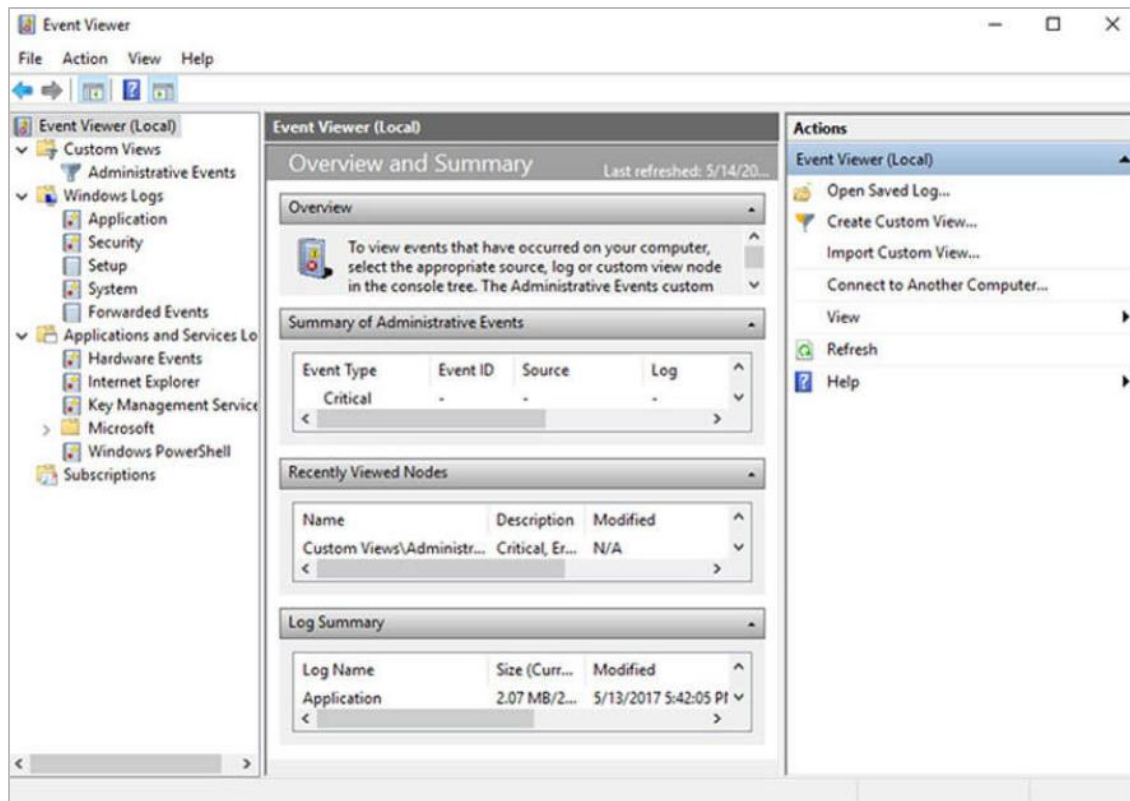 Event Viewer
File Action View Help
Event Viewer (Local)
Custom Views
Administrative Events
Windows Logs
Application
Security
Setup
System
Forwarded Events
Applications and Services Lo
Hardware Events
Internet Explorer
Key Management Service
Microsoft
Windows PowerShell
Subscriptions
Event Viewer (Local)
Overview and Summary Last refreshed: 5/14/20...
Overview
To view events that have occurred on your computer,
select the appropriate source, log or custom view node
in the console tree. The Administrative Events custom
Summary of Administrative Events
Event Type Event ID Source Log
Critical - - -
Recently Viewed Nodes
Name Description Modified
Custom Views\Administr... Critical, Er... N/A
Log Summary
Log Name Size (Curr... Modified
Application 2.07 MB/2... 5/13/2017 5:42:05 PM
Actions
Event Viewer (Local)
Open Saved Log...
Create Custom View...
Import Custom View...
Connect to Another Computer...
View
Refresh
Help